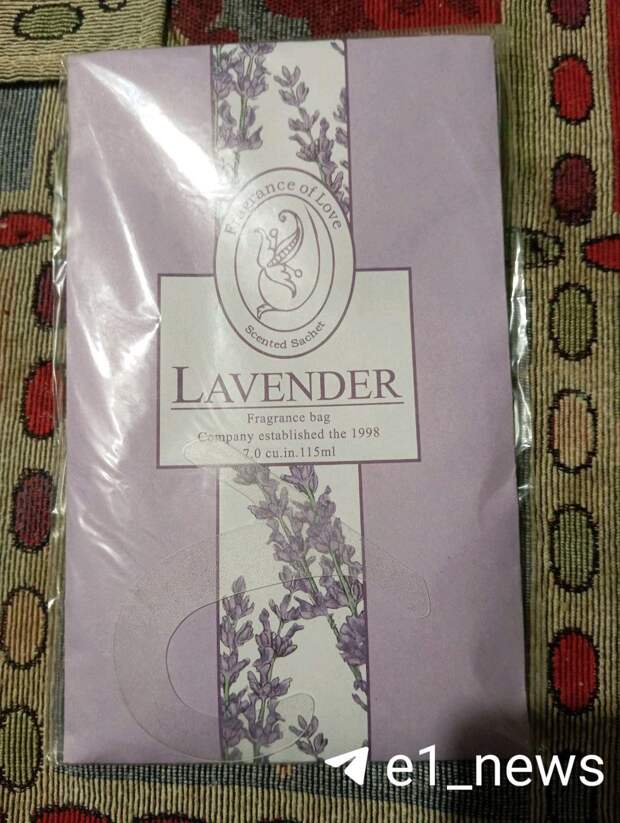 Fragrance of Love
Scented Sachet
LAVENDER
Fragrance bag
Company established the 1998
7.0 cu.in.115ml
e1_news